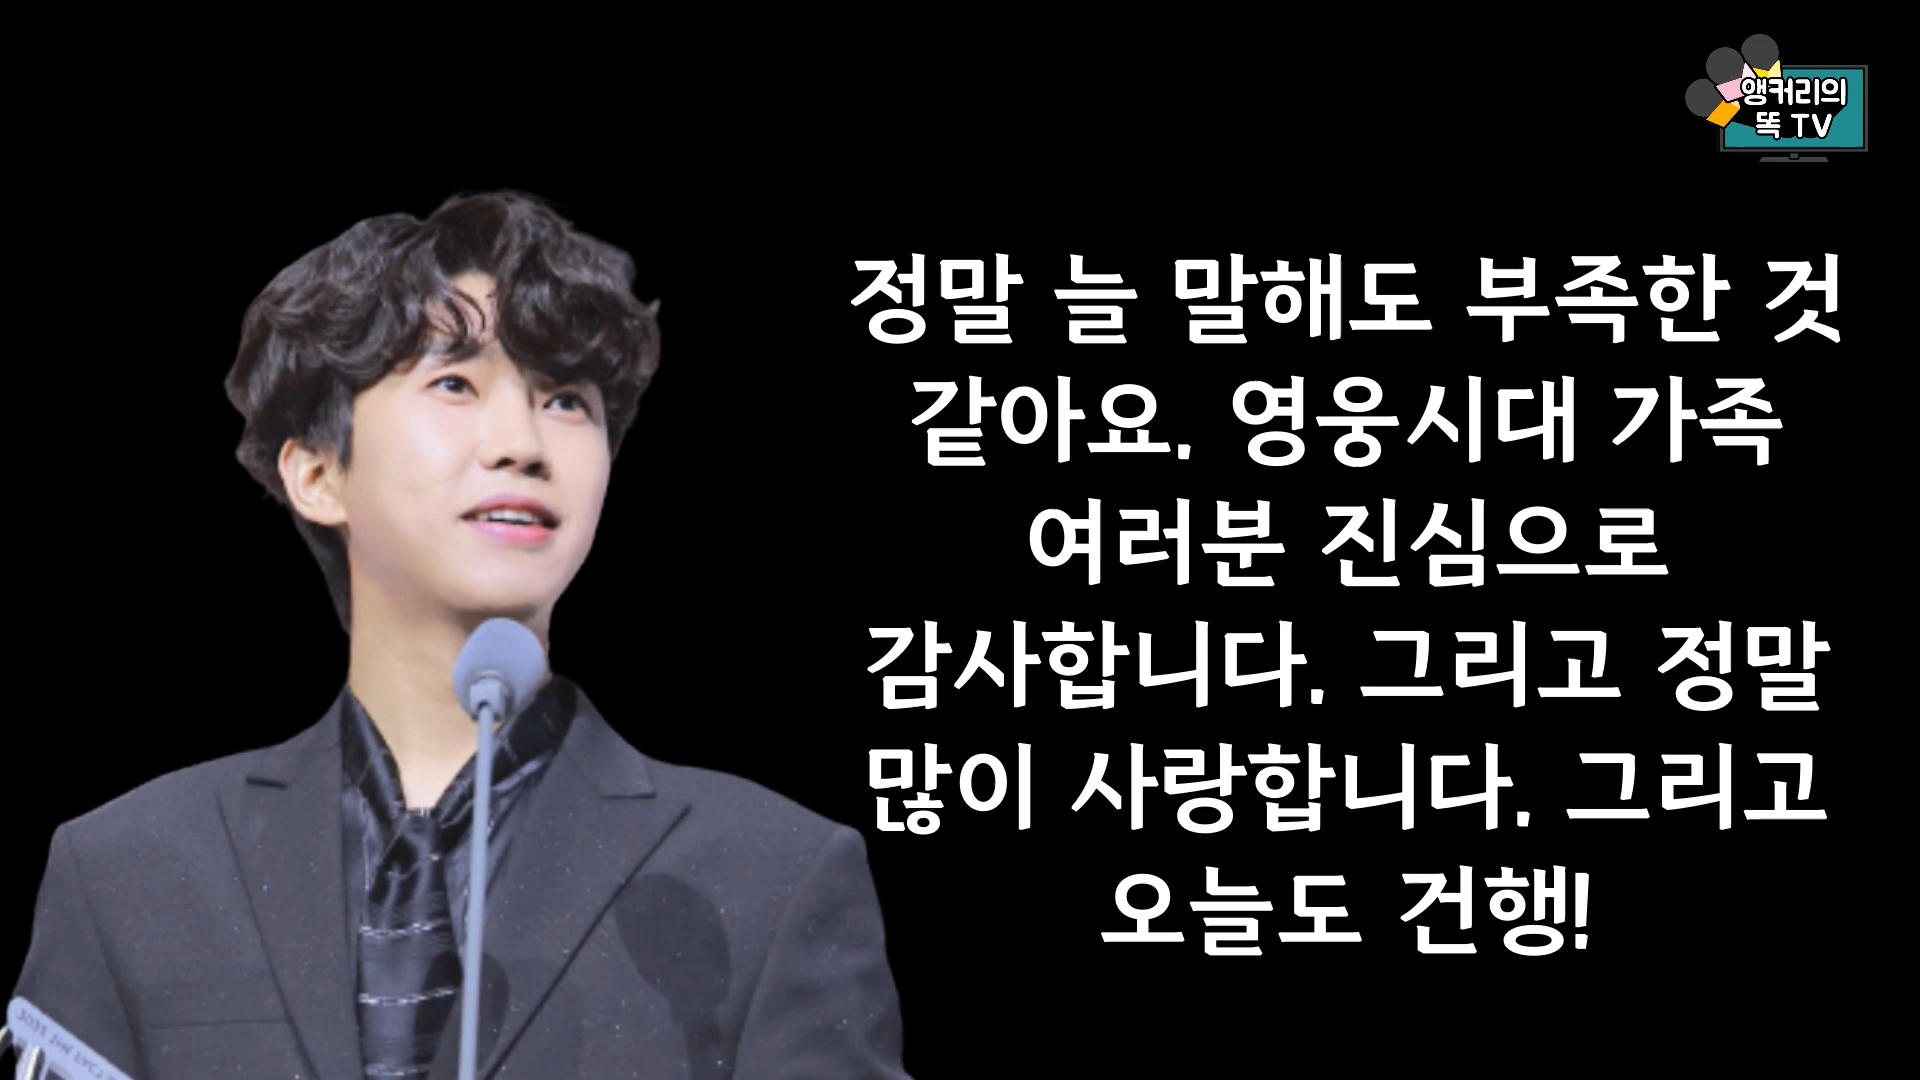 앵커리의
똑 TV
정말 늘 말해도 부족한 것
같아요. 영웅시대 가족
여러분 진심으로
감사합니다. 그리고 정말
많이 사랑합니다. 그리고
오늘도 건행!